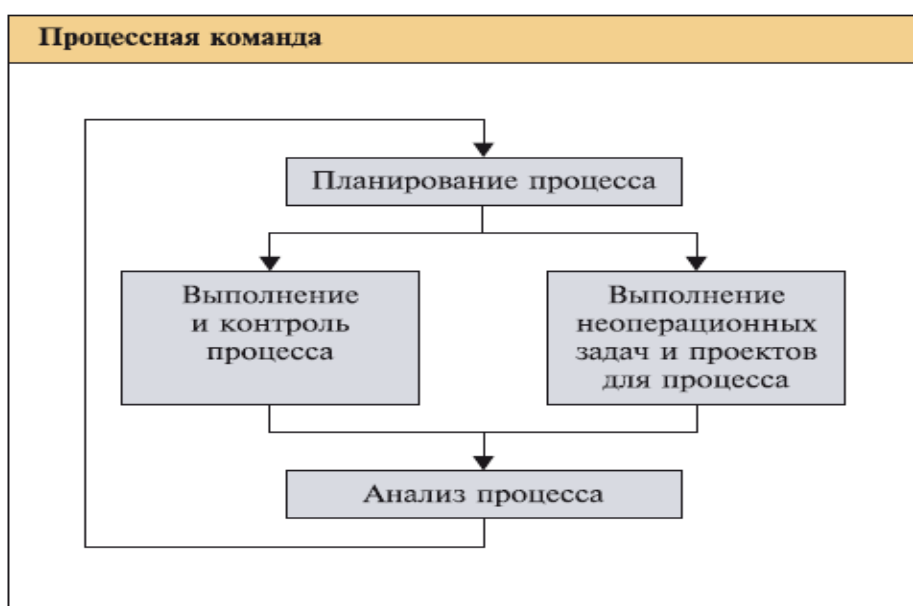 Процессная команда
Планирование процесса
Выполнение
и контроль
процесса
Выполнение
неоперационных
задач и проектов
для процесса
Анализ процесса